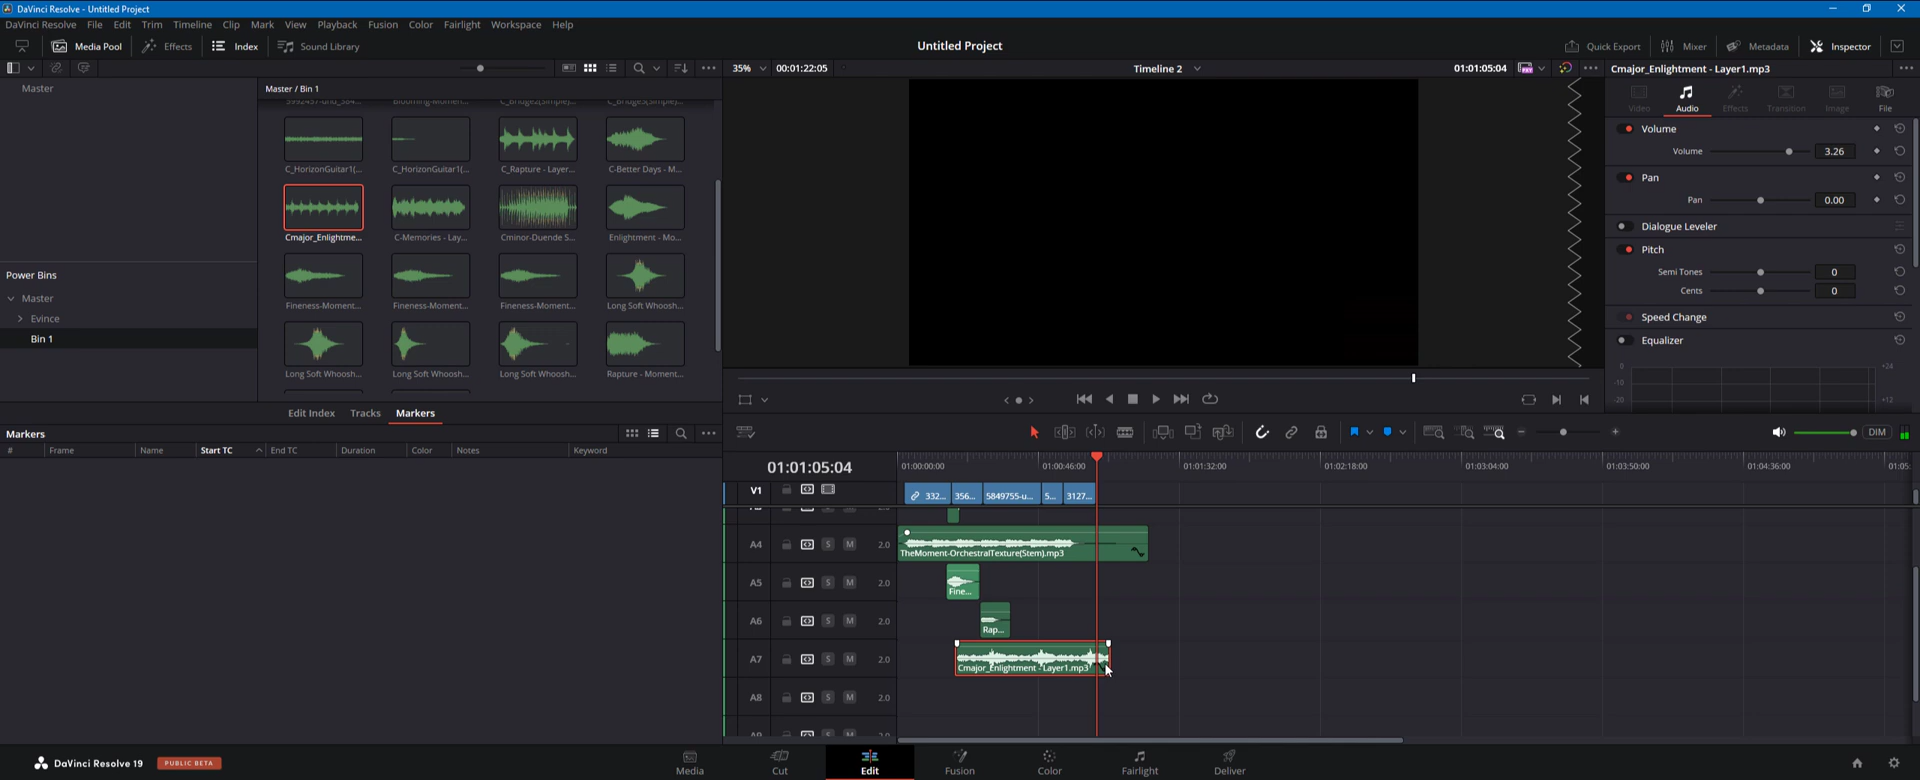 DaVinci Resolve - Untitled Project
DaVinci Resolve File Edit Trim Timeline Clip Mark View Playback Fusion Color Fairlight Workspace Help
Media Pool Effects Index Sound Library Untitled Project Quick Export Mixer Metadata Inspector
35% 00:01:22:05 Timeline 2 01:01:05:04 Cmajor_Enlightment - Layer1.mp3
Master
Master / Bin 1
Video Audio Effects Transition Image File
C_HorizonGuitar1(... C_HorizonGuitar1(... C_Rapture - Layer... C-Better Days - M...
Cmajor_Enlightme... C-Memories - Lay... Cminor-Duende S... Enlightment - Mo...
Fineness-Moment... Fineness-Moment... Fineness-Moment... Long Soft Whoosh...
Long Soft Whoosh... Long Soft Whoosh... Long Soft Whoosh... Rapture - Moment...
Power Bins
Master
Evince
Bin 1
Volume
Volume 3.26
Pan
Pan 0.00
Dialogue Leveler
Pitch
Semi Tones 0
Cents 0
Speed Change
Equalizer
0 +24
-10
-20 +12
Edit Index Tracks Markers
Markers
# Frame Name Start TC End TC Duration Color Notes Keyword
DIM
01:01:05:04
01:00:00:00 01:00:46:00 01:01:32:00 01:02:18:00 01:03:04:00 01:03:50:00 01:04:36:00 01:05:
V1 332... 356... 5849755-u... 5... 3127...
A4 S M 2.0 TheMoment-OrchestralTexture(Stem).mp3
A5 S M 2.0 Fine...
A6 S M 2.0 Rap...
A7 S M 2.0 Cmajor_Enlightment - Layer1.mp3
A8 S M 2.0
DaVinci Resolve 19 PUBLIC BETA
Media Cut Edit Fusion Color Fairlight Deliver